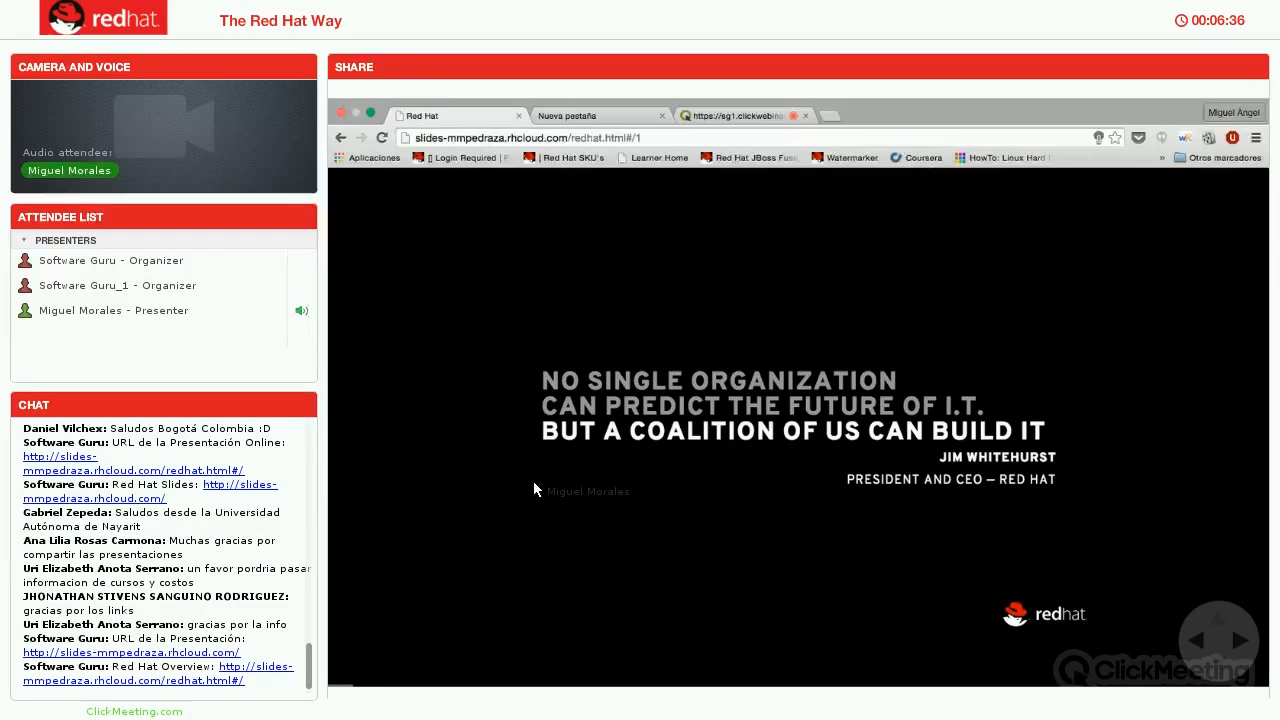 redhat.
The Red Hat Way
00:06:36
CAMERA AND VOICE
Audio attendee:
Miguel Morales
ATTENDEE LIST
PRESENTERS
Software Guru - Organizer
Software Guru_1 - Organizer
Miguel Morales - Presenter
CHAT
Daniel Vilchex: Saludos Bogotá Colombia :D
Software Guru: URL de la Presentación Online:
http://slides-
mmpedraza.rhcloud.com/redhat.html#/
Software Guru: Red Hat Slides: http://slides-
mmpedraza.rhcloud.com/
Gabriel Zepeda: Saludos desde la Universidad
Autónoma de Nayarit
Ana Lilia Rosas Carmona: Muchas gracias por
compartir las presentaciones
Uri Elizabeth Anota Serrano: un favor pordria pasar
informacion de cursos y costos
JHONATHAN STIVENS SANGUINO RODRIGUEZ:
gracias por los links
Uri Elizabeth Anota Serrano: gracias por la info
Software Guru: URL de la Presentación:
http://slides-mmpedraza.rhcloud.com/
Software Guru: Red Hat Overview: http://slides-
mmpedraza.rhcloud.com/redhat.html#/
ClickMeeting.com
SHARE
Red Hat
Nueva pestaña
https://sg1.clickwebina
Miguel Ángel
slides-mmpedraza.rhcloud.com/redhat.html#/1
Aplicaciones
[] Login Required | F
| Red Hat SKU's
Learner Home
Red Hat JBoss Fus
Watermarker
Coursera
HowTo: Linux Hard
» Otros marcadores
NO SINGLE ORGANIZATION
CAN PREDICT THE FUTURE OF I.T.
BUT A COALITION OF US CAN BUILD IT
JIM WHITEHURST
PRESIDENT AND CEO – RED HAT
Miguel Morales
redhat.
ClickMeeting